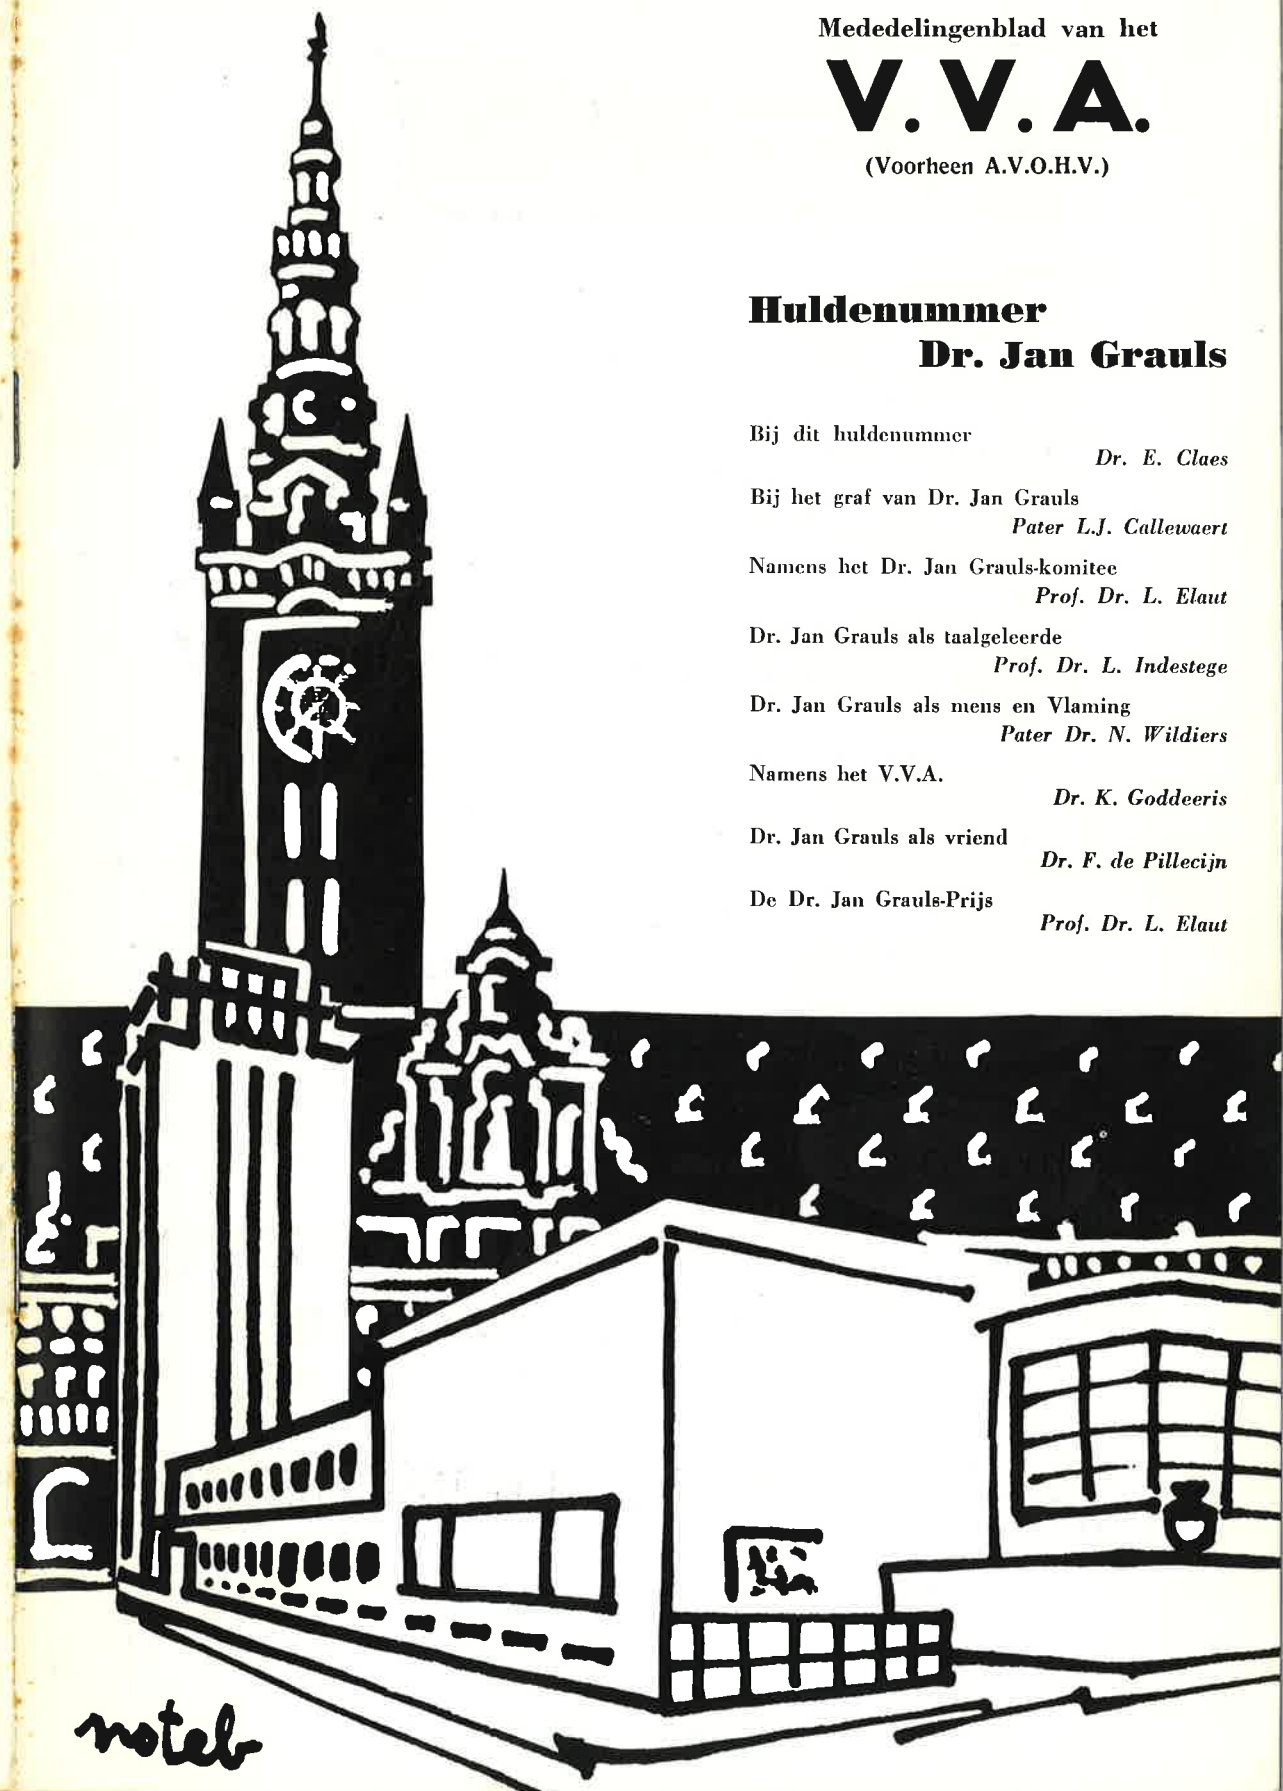 Mededelingenblad van het
V. V. A.
(Voorheen A.V.O.H.V.)
Huldenummer
Dr. Jan Grauls
Bij dit huldenummer
Dr. E. Claes
Bij het graf van Dr. Jan Grauls
Pater L.J. Callewaert
Namens het Dr. Jan Grauls-komitee
Prof. Dr. L. Elaut
Dr. Jan Grauls als taalgeleerde
Prof. Dr. L. Indestege
Dr. Jan Grauls als mens en Vlaming
Pater Dr. N. Wildiers
Namens het V.V.A.
Dr. K. Goddeeris
Dr. Jan Grauls als vriend
Dr. F. de Pillecijn
De Dr. Jan Grauls-Prijs
Prof. Dr. L. Elaut
noteb